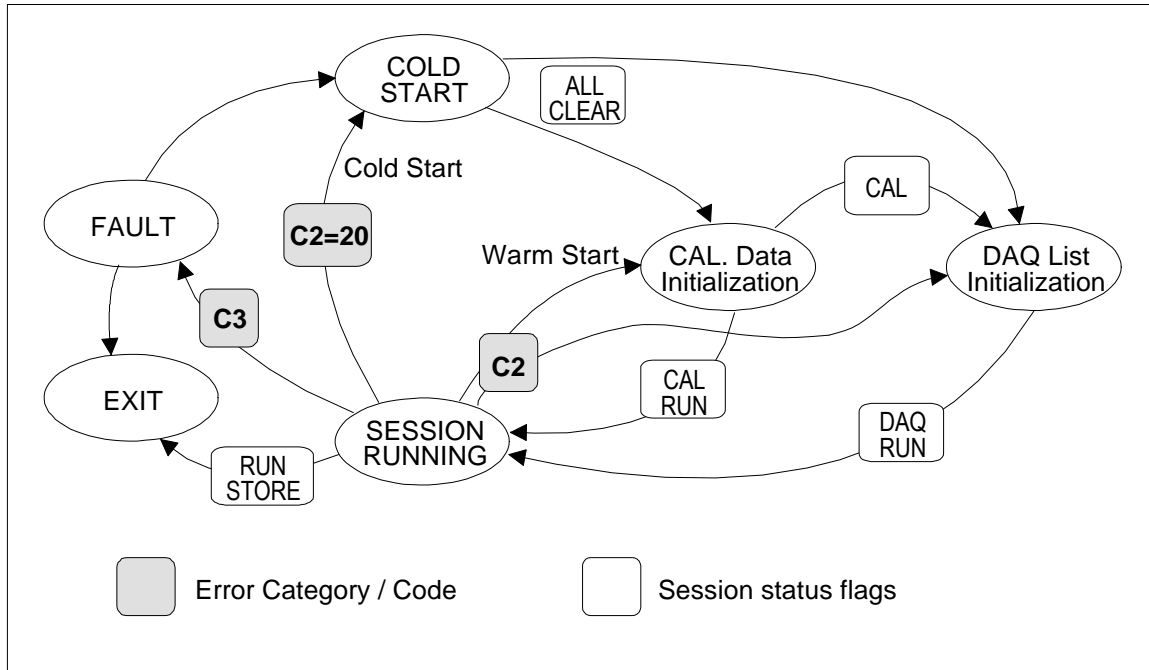 COLD
START
ALL
CLEAR
Cold Start
CAL
FAULT
C2=20
Warm Start
CAL. Data
Initialization
DAQ List
Initialization
C3
C2
CAL
RUN
EXIT
SESSION
RUNNING
DAQ
RUN
RUN
STORE
Error Category / Code
Session status flags